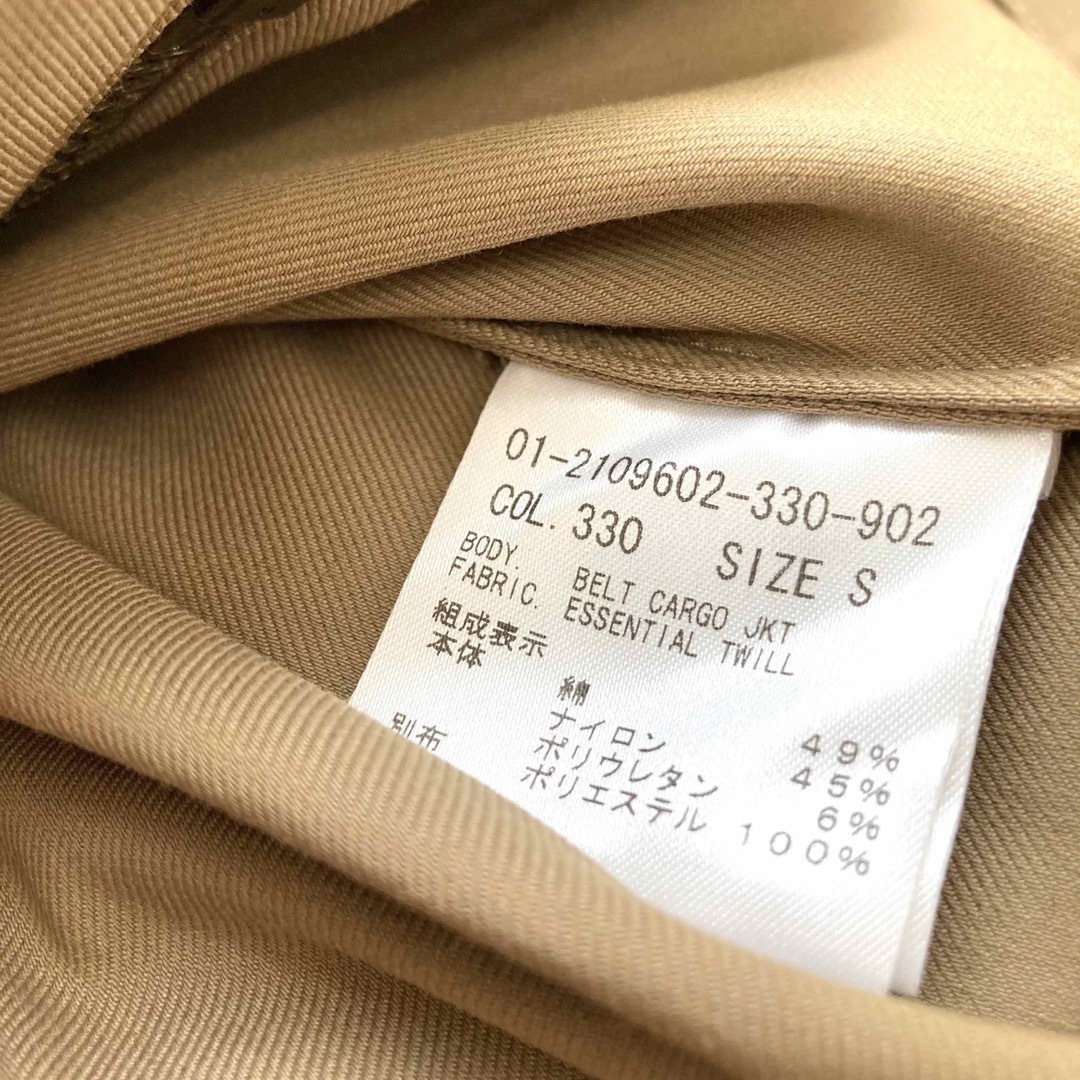 01-2109602-330-902
COL. 330 SIZE S
BODY. BELT CARGO JKT
FABRIC. ESSENTIAL TWILL
組成表示
本体
綿 49%
ナイロン 45%
ポリウレタン 6%
別布 ポリエステル 100%